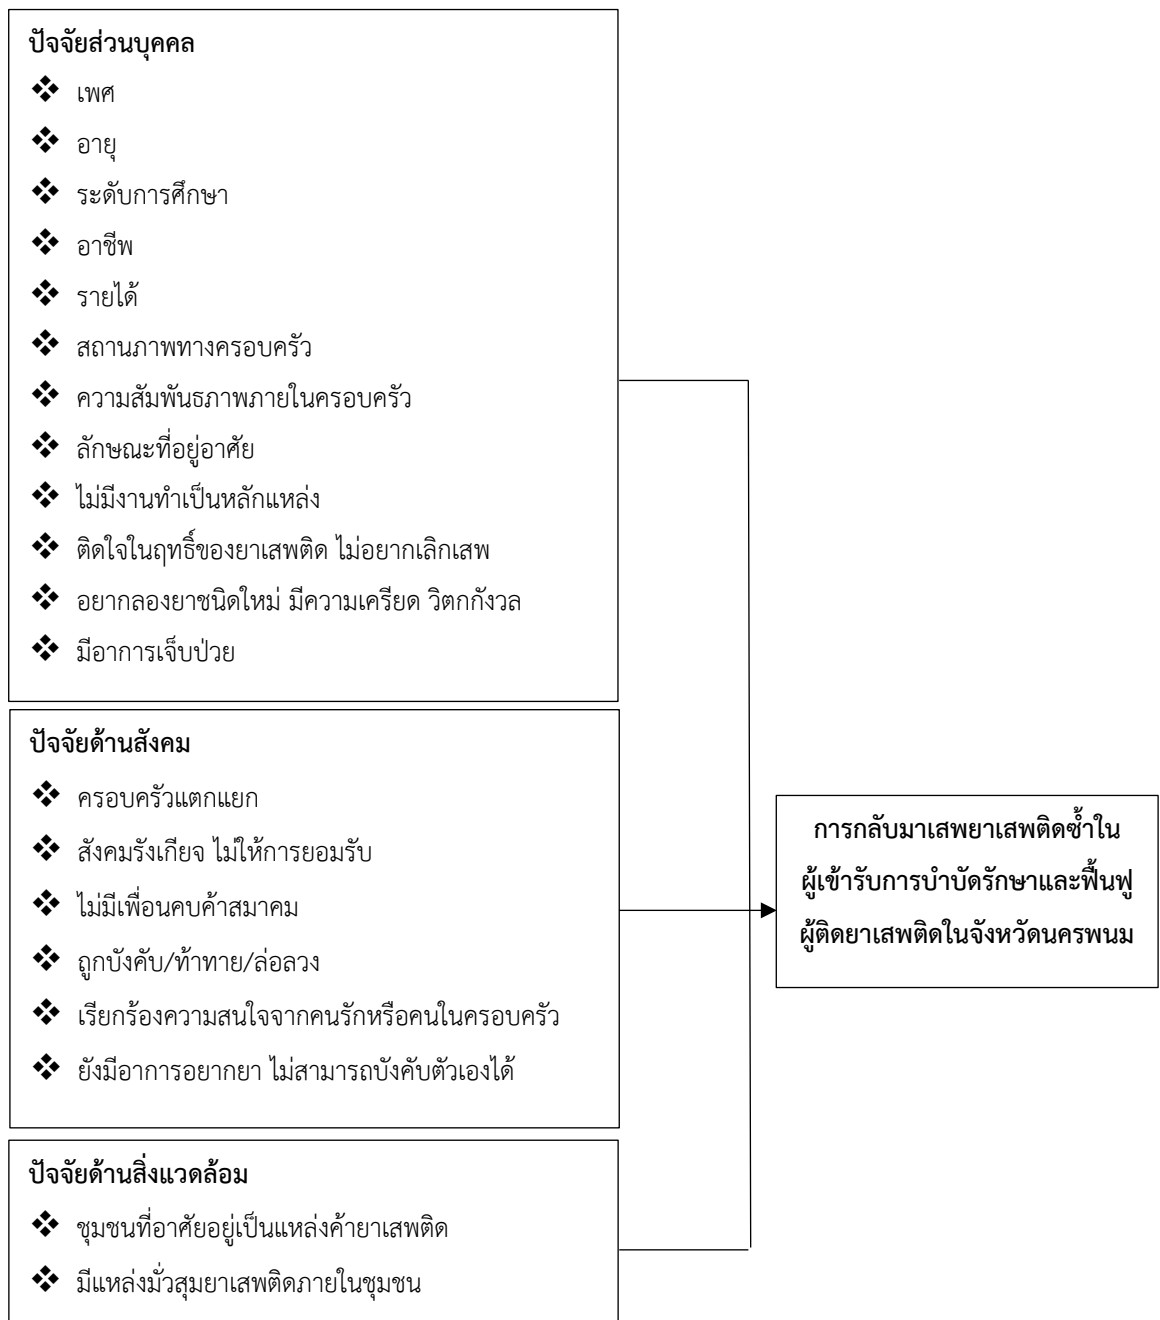 ปัจจัยส่วนบุคคล
❖ เพศ
❖ อายุ
❖ ระดับการศึกษา
❖ อาชีพ
❖ รายได้
❖ สถานภาพทางครอบครัว
❖ ความสัมพันธภาพภายในครอบครัว
❖ ลักษณะที่อยู่อาศัย
❖ ไม่มีงานทำเป็นหลักแหล่ง
❖ ติดใจในฤทธิ์ของยาเสพติด ไม่อยากเลิกเสพ
❖ อยากลองยาชนิดใหม่ มีความเครียด วิตกกังวล
❖ มีอาการเจ็บป่วย
ปัจจัยด้านสังคม
❖ ครอบครัวแตกแยก
❖ สังคมรังเกียจ ไม่ให้การยอมรับ
❖ ไม่มีเพื่อนคบค้าสมาคม
❖ ถูกบังคับ/ท้าทาย/ล่อลวง
❖ เรียกร้องความสนใจจากคนรักหรือคนในครอบครัว
❖ ยังมีอาการอยากยา ไม่สามารถบังคับตัวเองได้
ปัจจัยด้านสิ่งแวดล้อม
❖ ชุมชนที่อาศัยอยู่เป็นแหล่งค้ายาเสพติด
❖ มีแหล่งมั่วสุมยาเสพติดภายในชุมชน
การกลับมาเสพยาเสพติดซ้ำใน
ผู้เข้ารับการบำบัดรักษาและฟื้นฟู
ผู้ติดยาเสพติดในจังหวัดนครพนม